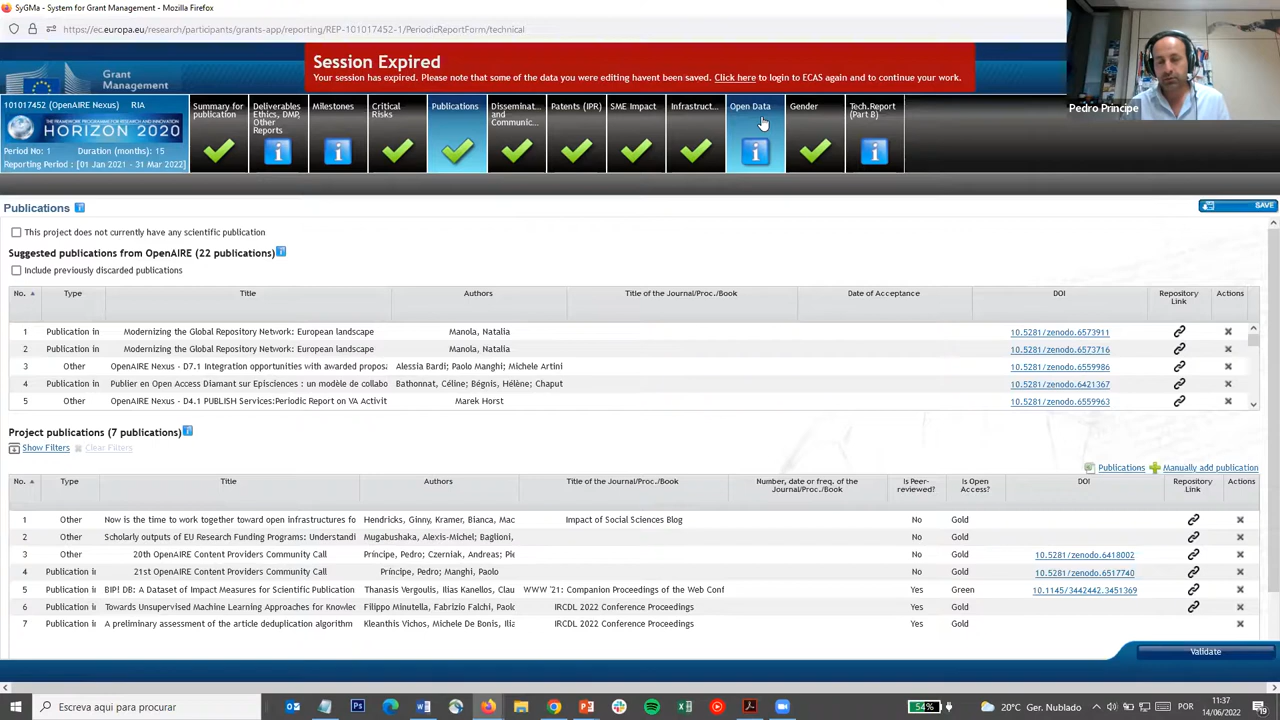 SyGMa - System for Grant Management - Mozilla Firefox
https://ec.europa.eu/research/participants/grants-app/reporting/REP-101017452-1/PeriodicReportForm/technical
Grant Management
Session Expired
Your session has expired. Please note that some of the data you were editing havent been saved. Click here to login to ECAS again and to continue your work.
Pedro Principe
101017452 (OpenAIRE Nexus) RIA
THE FRAMEWORK PROGRAMME FOR RESEARCH AND INNOVATION
HORIZON 2020
Period No: 1 Duration (months): 15
Reporting Period : [01 Jan 2021 - 31 Mar 2022]
Summary for publication
Deliverables Ethics, DMP, Other Reports
Milestones
Critical Risks
Publications
Disseminat... and Communic...
Patents (IPR)
SME Impact
Infrastruct...
Open Data
Gender
Tech.Report (Part B)
Publications
SAVE
This project does not currently have any scientific publication
Suggested publications from OpenAIRE (22 publications)
Include previously discarded publications
No. Type Title Authors Title of the Journal/Proc./Book Date of Acceptance DOI Repository Link Actions
1 Publication in Modernizing the Global Repository Network: European landscape Manola, Natalia 10.5281/zenodo.6573911
2 Publication in Modernizing the Global Repository Network: European landscape Manola, Natalia 10.5281/zenodo.6573716
3 Other OpenAIRE Nexus - D7.1 Integration opportunities with awarded propos Alessia Bardi; Paolo Manghi; Michele Artini 10.5281/zenodo.6559986
4 Publication in Publier en Open Access Diamant sur Episciences : un modèle de collabo Bathonnat, Céline; Bégnis, Hélène; Chaput 10.5281/zenodo.6421367
5 Other OpenAIRE Nexus - D4.1 PUBLISH Services:Periodic Report on VA Activit Marek Horst 10.5281/zenodo.6559963
Project publications (7 publications)
Show Filters Clear Filters
Publications Manually add publication
No. Type Title Authors Title of the Journal/Proc./Book Number, date or freq. of the Journal/Proc./Book Is Peer-reviewed? Is Open Access? DOI Repository Link Actions
1 Other Now is the time to work together toward open infrastructures fo Hendricks, Ginny, Kramer, Bianca, Mac Impact of Social Sciences Blog No Gold
2 Other Scholarly outputs of EU Research Funding Programs: Understandi Mugabushaka, Alexis-Michel; Baglioni, No Gold
3 Other 20th OpenAIRE Content Providers Community Call Príncipe, Pedro; Czerniak, Andreas; Pie No Gold 10.5281/zenodo.6418002
4 Publication i 21st OpenAIRE Content Providers Community Call Príncipe, Pedro; Manghi, Paolo No Gold 10.5281/zenodo.6517740
5 Publication i BIP! DB: A Dataset of Impact Measures for Scientific Publication Thanasis Vergoulis, Ilias Kanellos, Clau WWW '21: Companion Proceedings of the Web Conf Yes Green 10.1145/3442442.3451369
6 Publication i Towards Unsupervised Machine Learning Approaches for Knowlec Filippo Minutella, Fabrizio Falchi, Paolo IRCDL 2022 Conference Proceedings Yes Gold
7 Publication i A preliminary assessment of the article deduplication algorithm Kleanthis Vichos, Michele De Bonis, Ilia IRCDL 2022 Conference Proceedings Yes Gold
Validate
Escreva aqui para procurar
54%
20°C Ger. Nublado
POR
11:37
14/06/2022
19